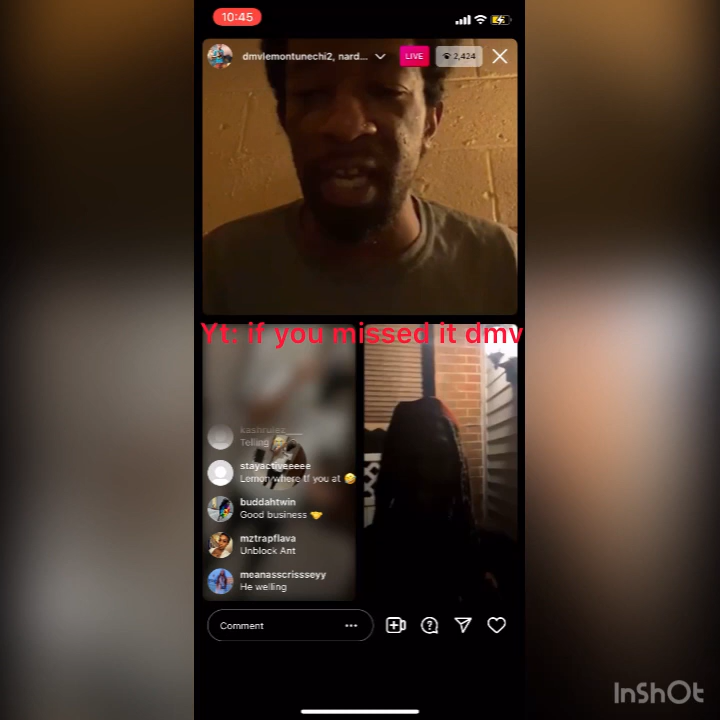 10:45
dmvlemontunechi2, nard...
LIVE
2,424
Yt: if you missed it dmv
kashrulez___
Telling
stayactiveeeee
Lemon where tf you at 🤣
buddahtwin
Good business 🤝
mztrapflava
Unblock Ant
meanasscrissseyy
He welling
Comment
InShOt